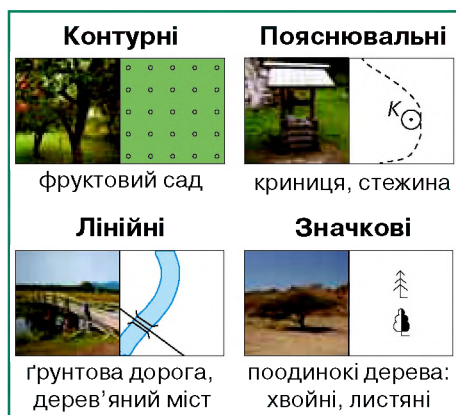 Контурні
фруктовий сад
Пояснювальні
К
криниця, стежина
Лінійні
ґрунтова дорога,
дерев’яний міст
Значкові
поодинокі дерева:
хвойні, листяні